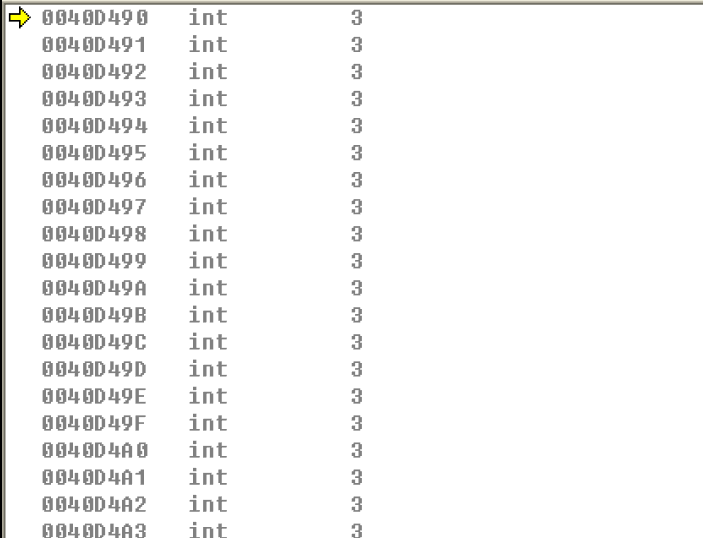 0040D490 int 3
0040D491 int 3
0040D492 int 3
0040D493 int 3
0040D494 int 3
0040D495 int 3
0040D496 int 3
0040D497 int 3
0040D498 int 3
0040D499 int 3
0040D49A int 3
0040D49B int 3
0040D49C int 3
0040D49D int 3
0040D49E int 3
0040D49F int 3
0040D4A0 int 3
0040D4A1 int 3
0040D4A2 int 3
0040D4A3 int 3